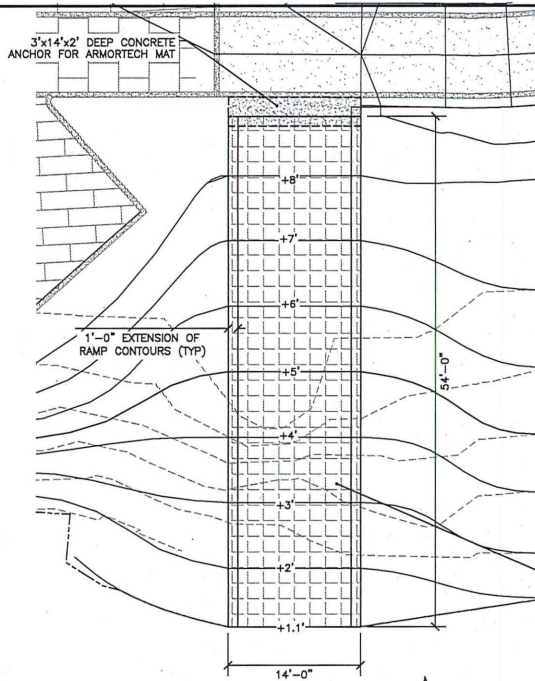 3'x14'x2' DEEP CONCRETE
ANCHOR FOR ARMORTECH MAT
+8'
+7'
+6'
1'-0" EXTENSION OF
RAMP CONTOURS (TYP)
+5'
54'-0"
+4'
+3'
+2'
+1.1'
14'-0"